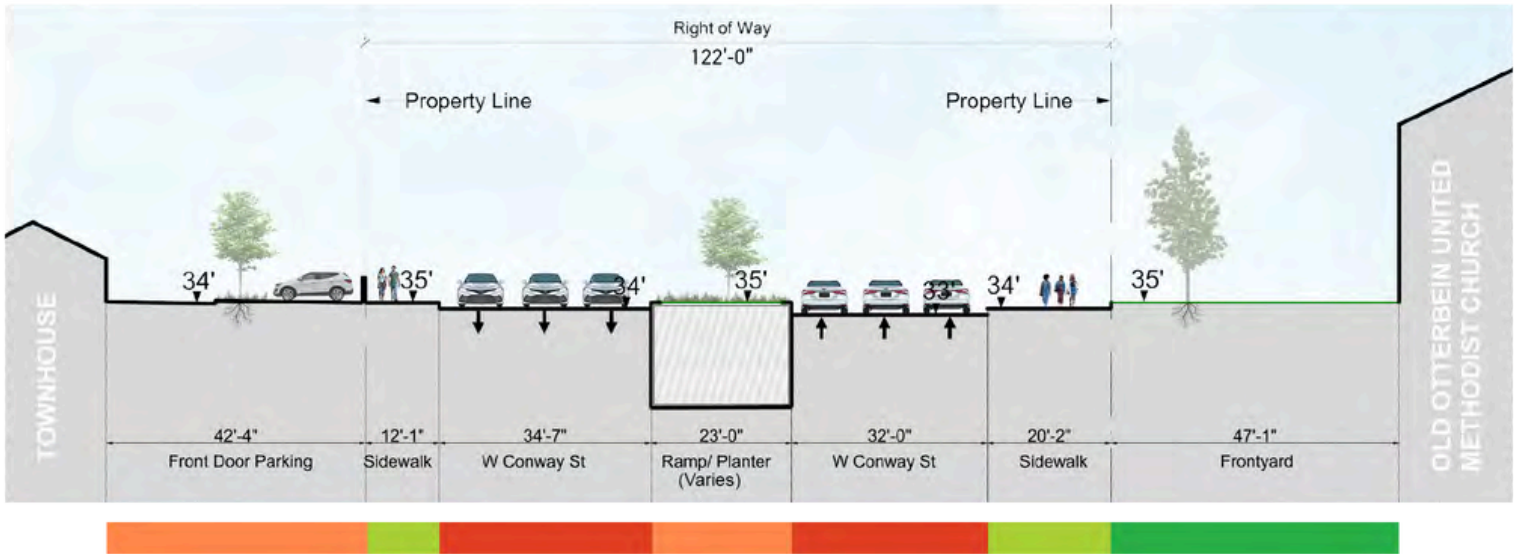 Right of Way
122'-0"
Property Line
Property Line
34'
35'
34'
35'
33'
34'
35'
TOWNHOUSE
OLD OTTERBEIN UNITED
METHODIST CHURCH
42'-4"
12'-1"
34'-7"
23'-0"
32'-0"
20'-2"
47'-1"
Front Door Parking
Sidewalk
W Conway St
Ramp/ Planter
(Varies)
W Conway St
Sidewalk
Frontyard